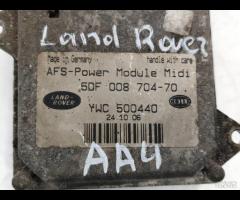 Land Rover
Made in Germany handle with care
AFS-Power Module Midi
5DF 008 704-70
LAND-ROVER
YWC 500440
24.10.06
AA4